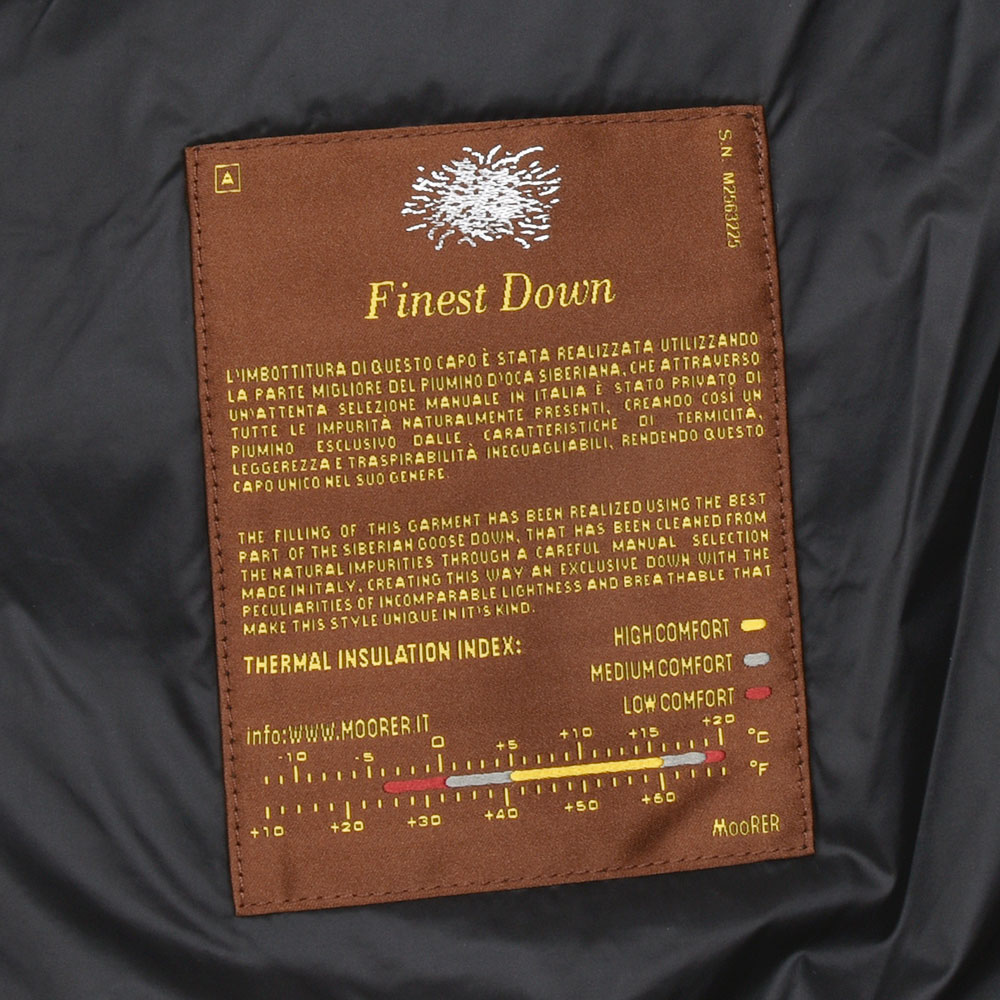 A
S.N. M2563225
Finest Down
L'IMBOTTITURA DI QUESTO CAPO È STATA REALIZZATA UTILIZZANDO
LA PARTE MIGLIORE DEL PIUMINO D'OCA SIBERIANA, CHE ATTRAVERSO
UN'ATTENTA SELEZIONE MANUALE IN ITALIA È STATO PRIVATO DI
TUTTE LE IMPURITÀ NATURALMENTE PRESENTI, CREANDO COSÌ UN
PIUMINO ESCLUSIVO DALLE CARATTERISTICHE DI TERMICITÀ,
LEGGEREZZA E TRASPIRABILITÀ INEGUAGLIABILI, RENDENDO QUESTO
CAPO UNICO NEL SUO GENERE.
THE FILLING OF THIS GARMENT HAS BEEN REALIZED USING THE BEST
PART OF THE SIBERIAN GOOSE DOWN, THAT HAS BEEN CLEANED FROM
THE NATURAL IMPURITIES THROUGH A CAREFUL MANUAL SELECTION
MADE IN ITALY, CREATING THIS WAY AN EXCLUSIVE DOWN WITH THE
PECULIARITIES OF INCOMPARABLE LIGHTNESS AND BREATHABLE THAT
MAKE THIS STYLE UNIQUE IN IT'S KIND.
THERMAL INSULATION INDEX:
HIGH COMFORT
MEDIUM COMFORT
LOW COMFORT
info:WWW.MOORER.IT
-10 -5 0 +5 +10 +15 +20 °C
°F
+10 +20 +30 +40 +50 +60
MOORER